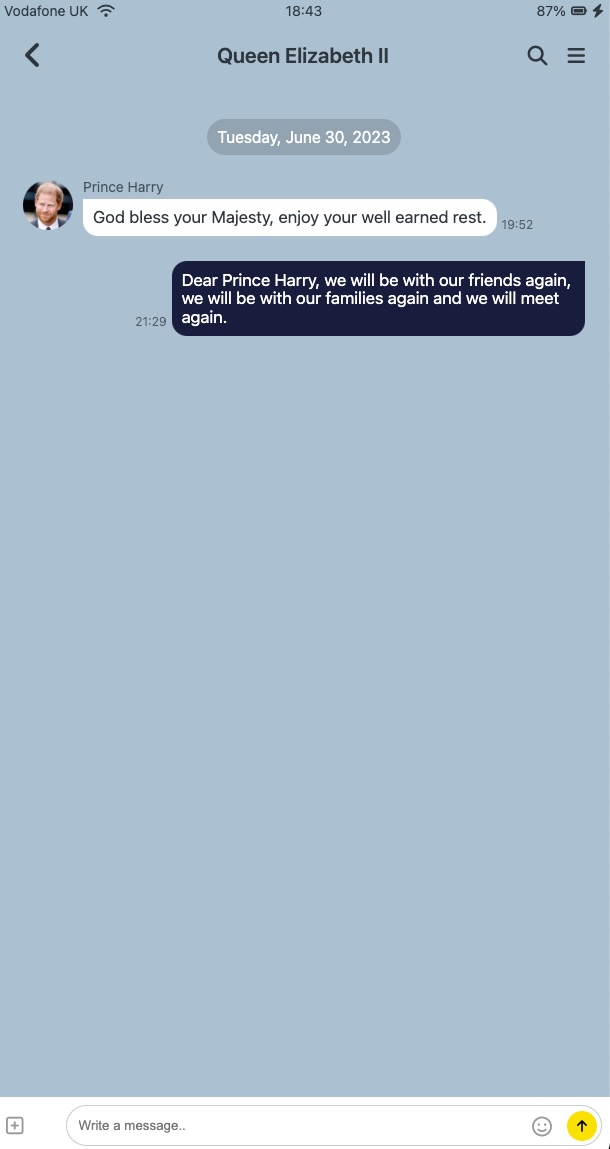 Vodafone UK 18:43 87%
Queen Elizabeth II
Tuesday, June 30, 2023
Prince Harry
God bless your Majesty, enjoy your well earned rest.
19:52
Dear Prince Harry, we will be with our friends again,
we will be with our families again and we will meet
again.
21:29
Write a message..